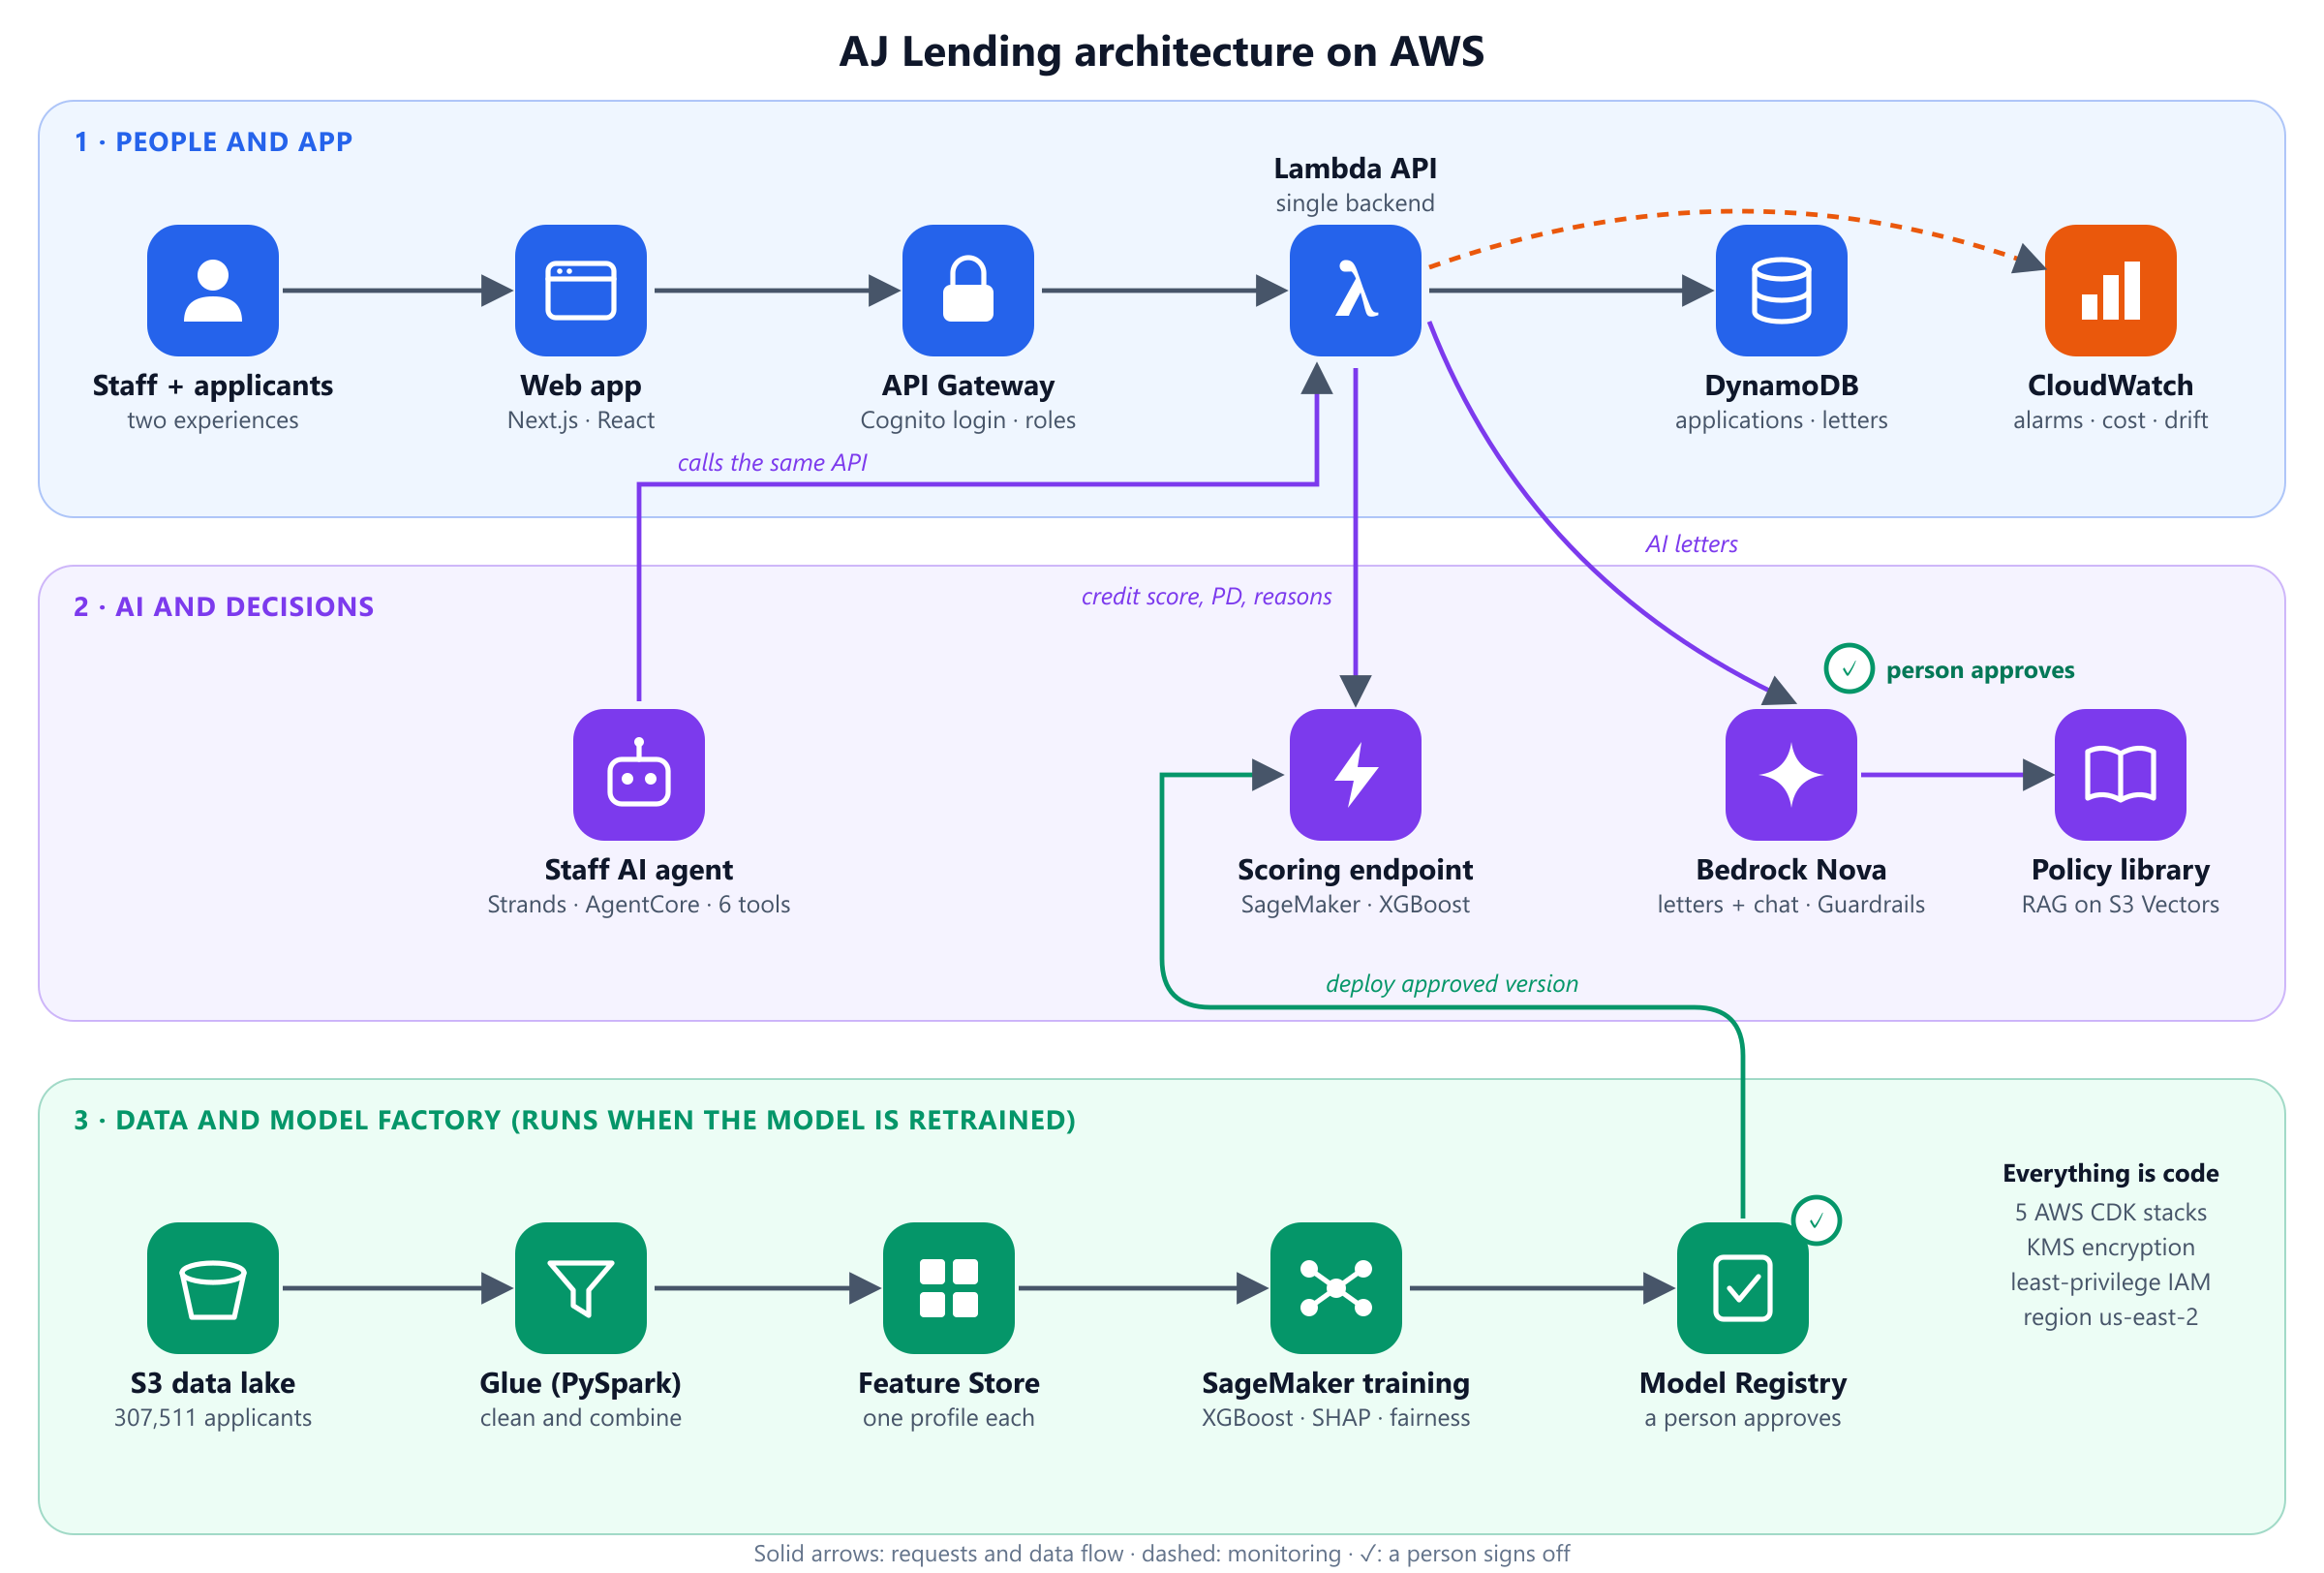 AJ Lending architecture on AWS
1 · PEOPLE AND APP
Lambda API
single backend
λ
Staff + applicants
two experiences
Web app
Next.js · React
API Gateway
Cognito login · roles
DynamoDB
applications · letters
CloudWatch
alarms · cost · drift
calls the same API
AI letters
2 · AI AND DECISIONS
credit score, PD, reasons
✓ person approves
Staff AI agent
Strands · AgentCore · 6 tools
Scoring endpoint
SageMaker · XGBoost
Bedrock Nova
letters + chat · Guardrails
Policy library
RAG on S3 Vectors
deploy approved version
3 · DATA AND MODEL FACTORY (RUNS WHEN THE MODEL IS RETRAINED)
Everything is code
5 AWS CDK stacks
KMS encryption
least-privilege IAM
region us-east-2
✓
S3 data lake
307,511 applicants
Glue (PySpark)
clean and combine
Feature Store
one profile each
SageMaker training
XGBoost · SHAP · fairness
Model Registry
a person approves
Solid arrows: requests and data flow · dashed: monitoring · ✓: a person signs off